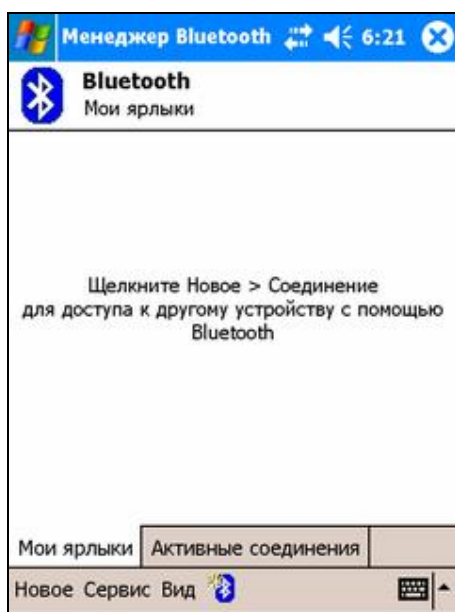 Менеджер Bluetooth 6:21
Bluetooth
Мои ярлыки
Щелкните Новое > Соединение
для доступа к другому устройству с помощью
Bluetooth
Мои ярлыки Активные соединения
Новое Сервис Вид